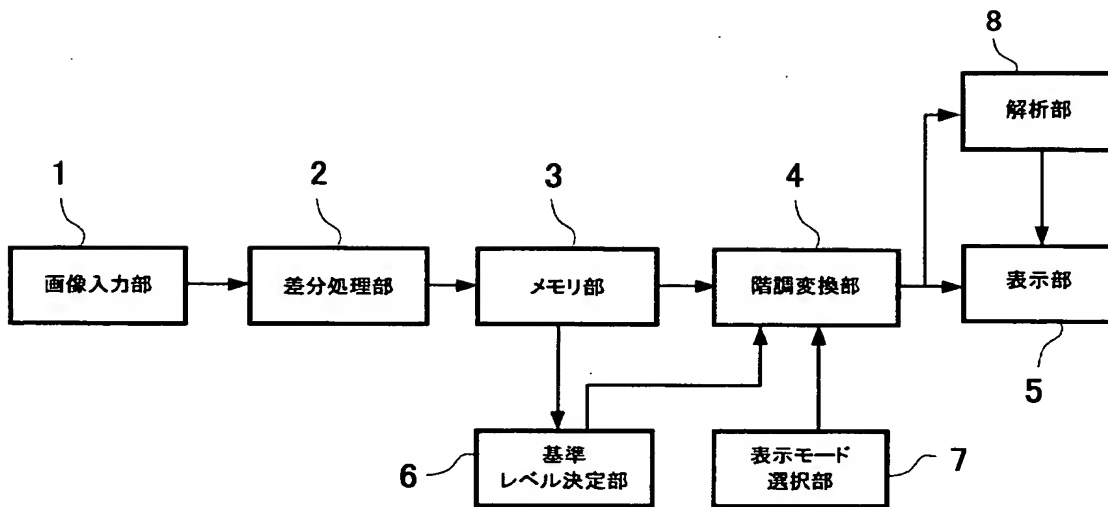 8
解析部
1
2
3
4
画像入力部
差分処理部
メモリ部
階調変換部
表示部
5
6
基準
レベル決定部
表示モード
選択部
7